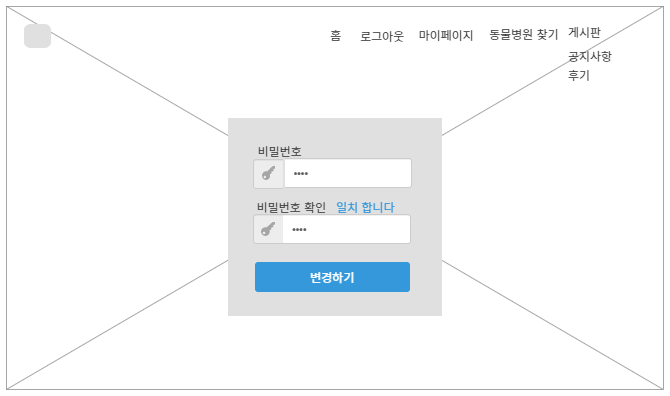 홈 로그아웃 마이페이지 동물병원 찾기 게시판
공지사항
후기
비밀번호
••••
비밀번호 확인 일치 합니다
••••
변경하기